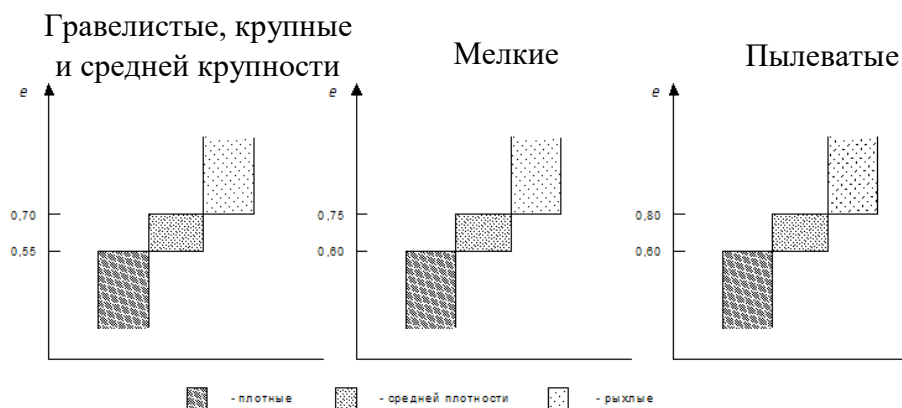 Гравелистые, крупные
и средней крупности
Мелкие
Пылеватые
e
e
e
0,70
0,55
0,75
0,60
0,80
0,60
- плотные
- средней плотности
- рыхлые